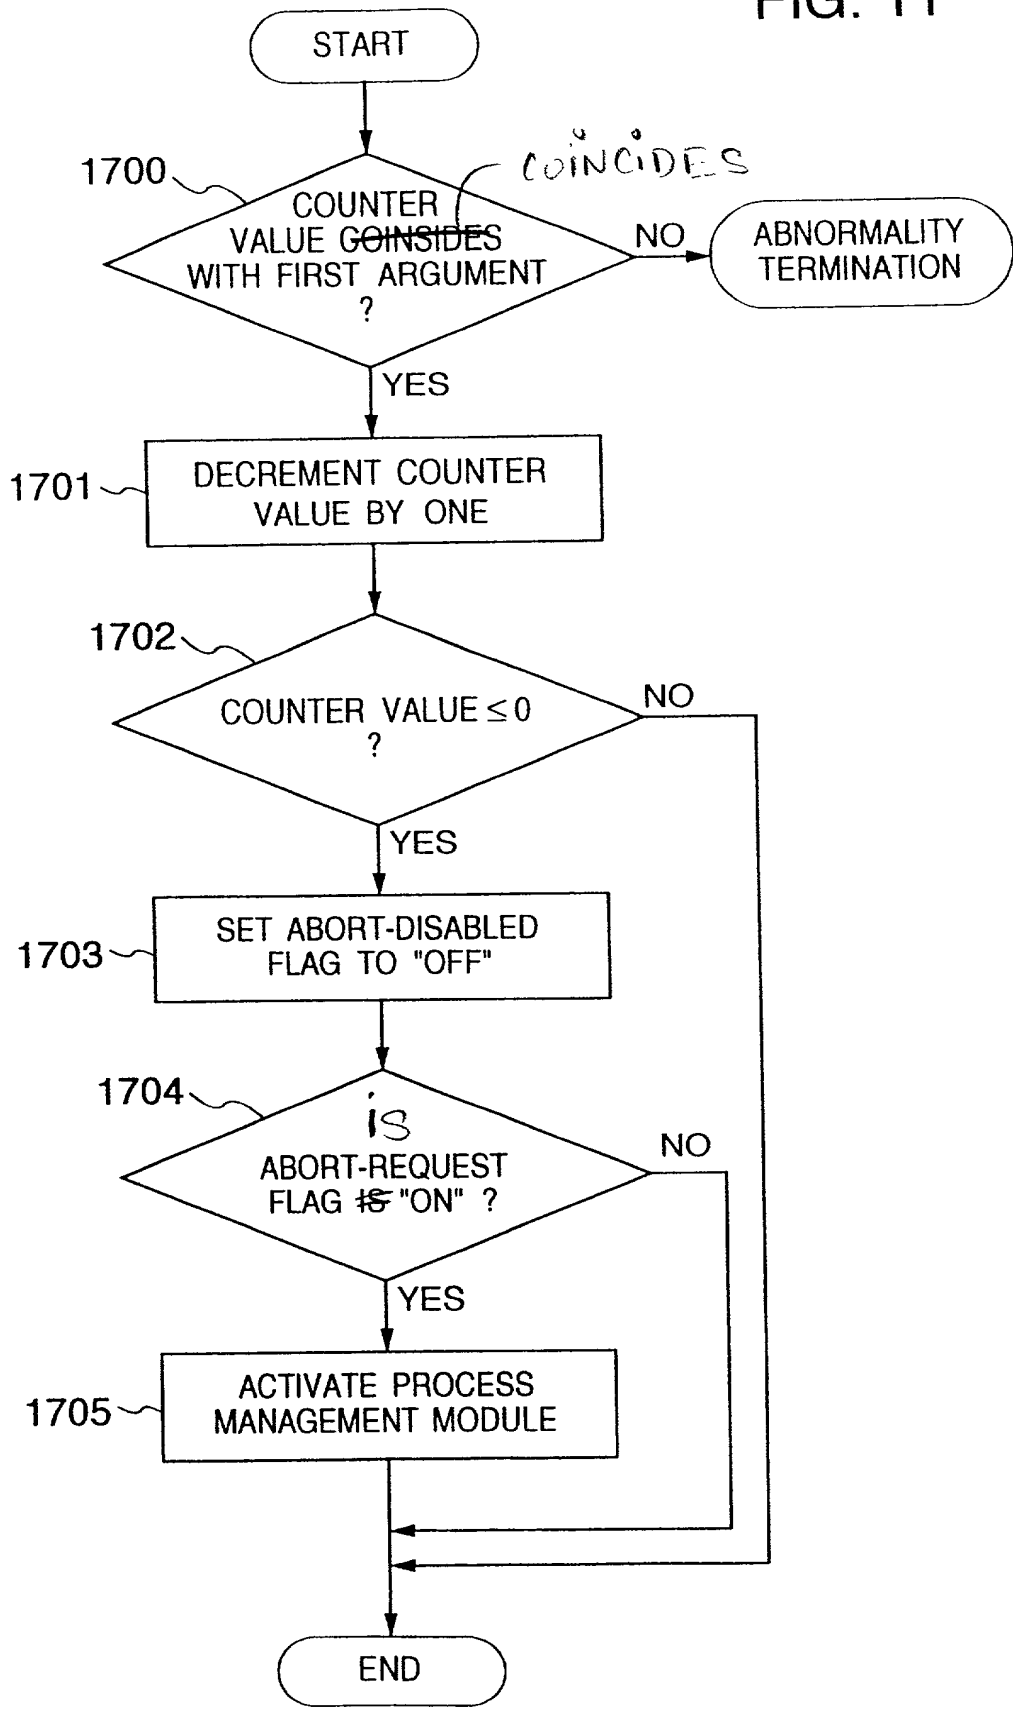 FIG. 11
START
1700
COINCIDES
COUNTER
VALUE COINSIDES
WITH FIRST ARGUMENT
?
NO
ABNORMALITY
TERMINATION
YES
1701
DECREMENT COUNTER
VALUE BY ONE
1702
COUNTER VALUE ≤ 0
?
NO
YES
1703
SET ABORT-DISABLED
FLAG TO "OFF"
1704
is
ABORT-REQUEST
FLAG IS "ON" ?
NO
YES
1705
ACTIVATE PROCESS
MANAGEMENT MODULE
END